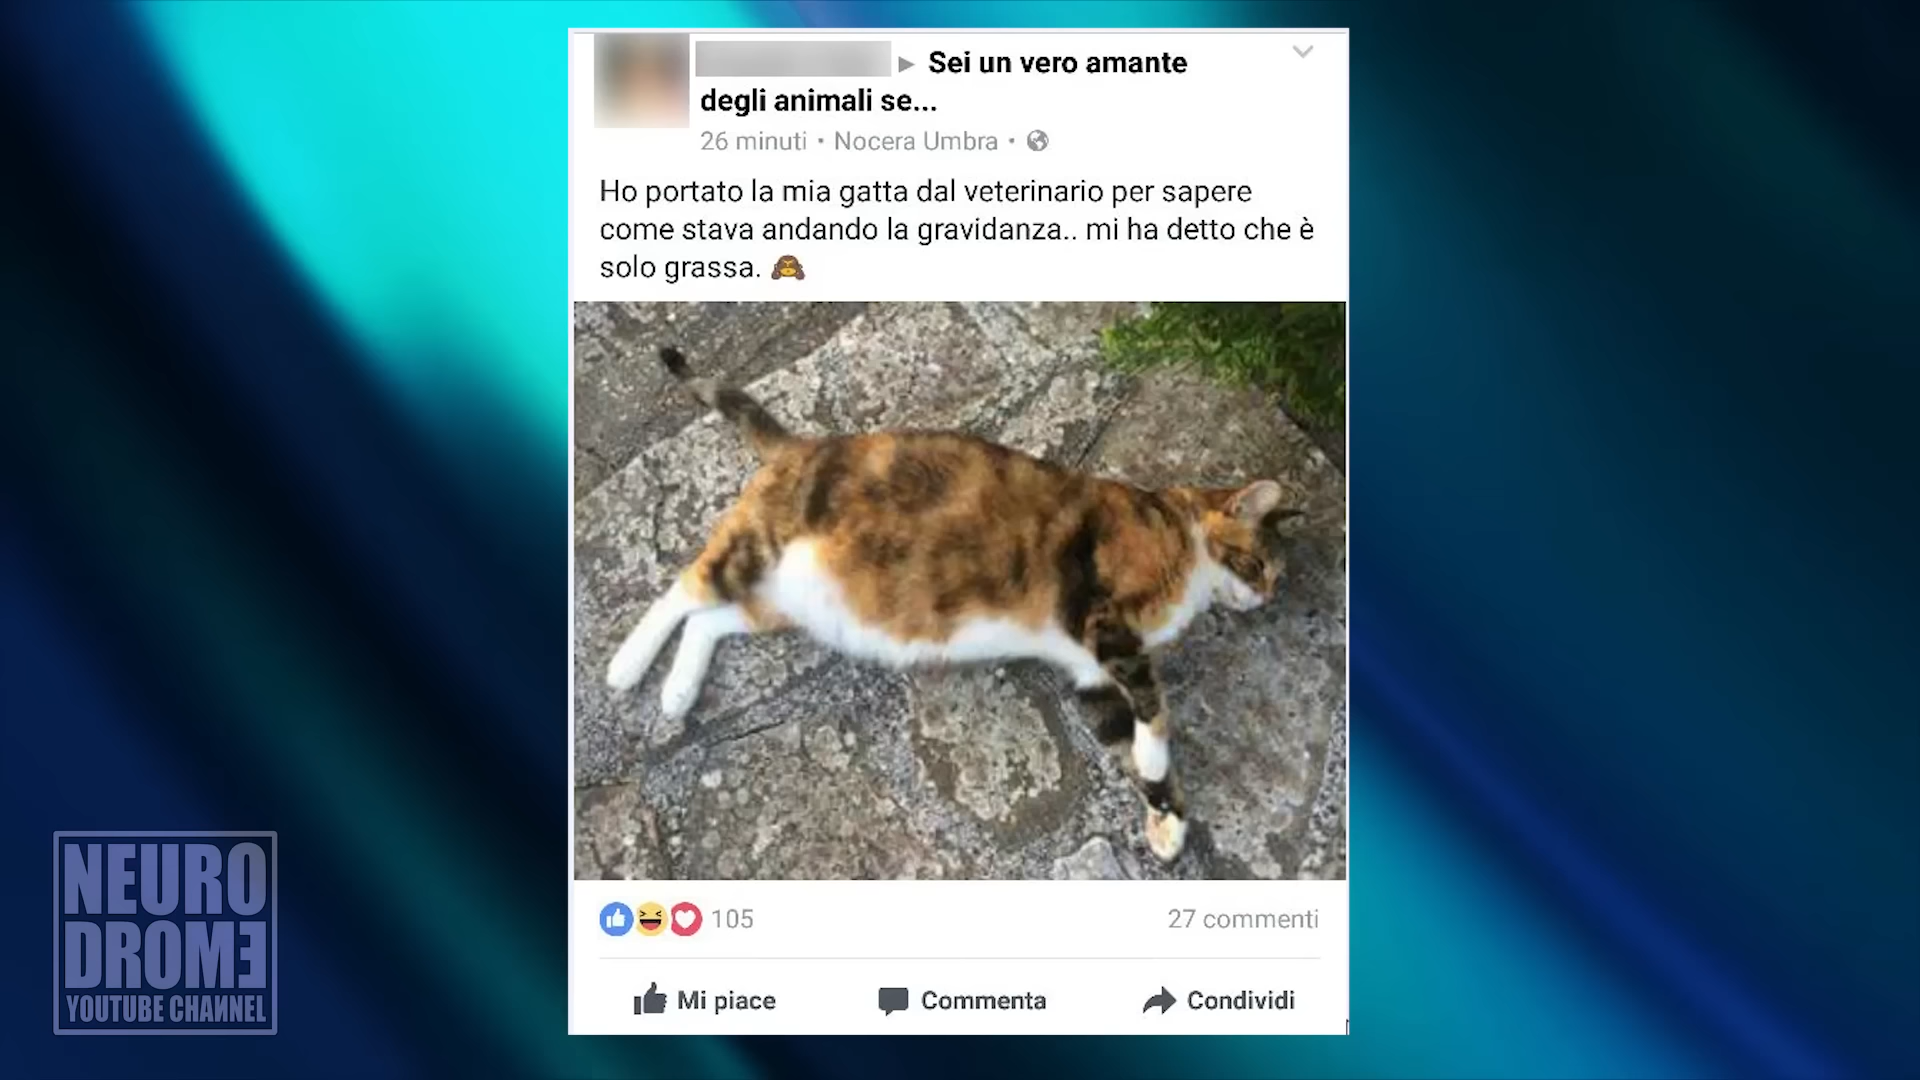 Sei un vero amante
degli animali se...
26 minuti • Nocera Umbra •
Ho portato la mia gatta dal veterinario per sapere
come stava andando la gravidanza.. mi ha detto che è
solo grassa. 🙈
105
27 commenti
Mi piace
Commenta
Condividi
NEURO
DROMƎ
YOUTUBE CHANNEL